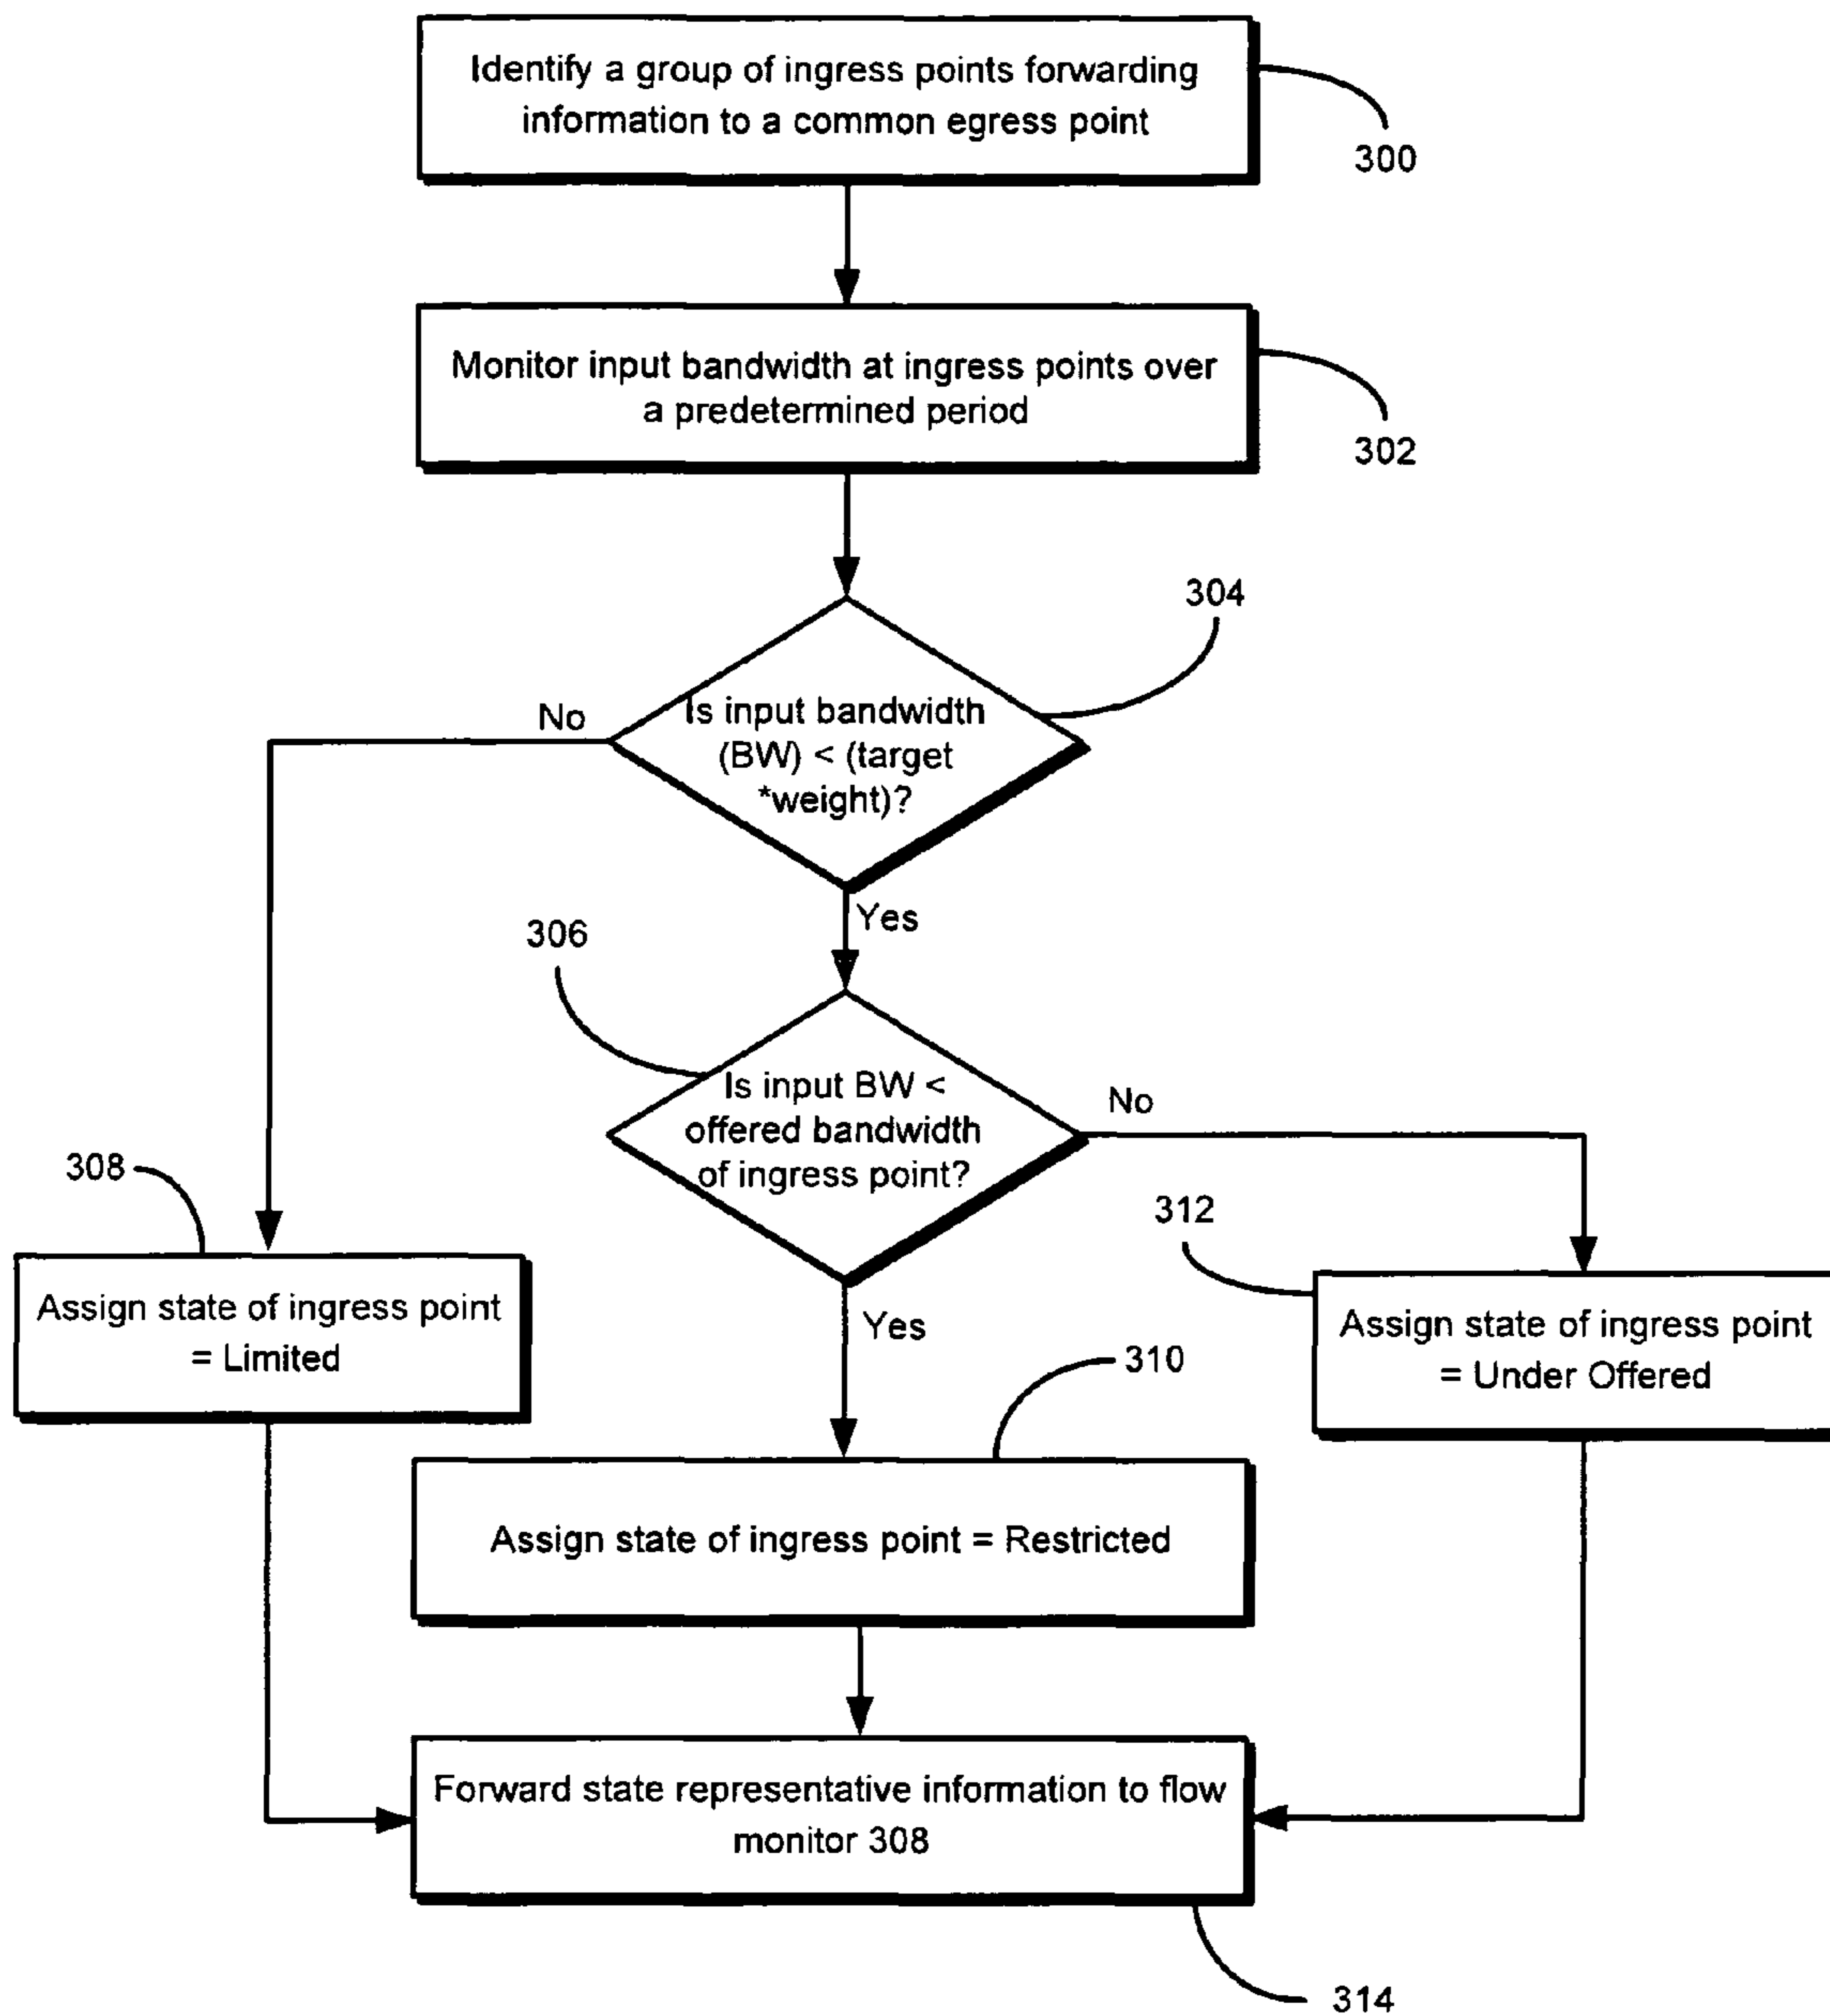 Identify a group of ingress points forwarding
information to a common egress point
300
Monitor input bandwidth at ingress points over
a predetermined period
302
304
No
Is input bandwidth
(BW) < (target
*weight)?
Yes
306
Is input BW <
offered bandwidth
of ingress point?
No
308
312
Assign state of ingress point
= Limited
Yes
310
Assign state of ingress point
= Under Offered
Assign state of ingress point = Restricted
Forward state representative information to flow
monitor 308
314